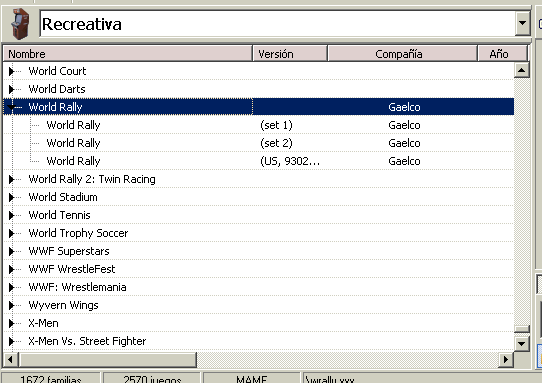 Recreativa
Nombre Versión Compañía Año
World Court
World Darts
World Rally Gaelco
World Rally (set 1) Gaelco
World Rally (set 2) Gaelco
World Rally (US, 9302... Gaelco
World Rally 2: Twin Racing
World Stadium
World Tennis
World Trophy Soccer
WWF Superstars
WWF WrestleFest
WWF: Wrestlemania
Wyvern Wings
X-Men
X-Men Vs. Street Fighter
1672 familias 2570 juegos MAME .\wrally.xxx